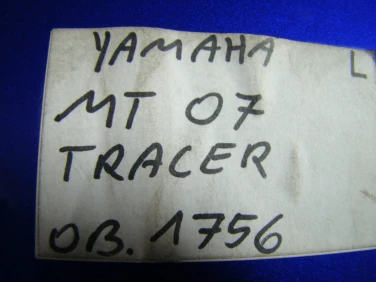 YAMAHA L
MT 07
TRACER
OB. 1756